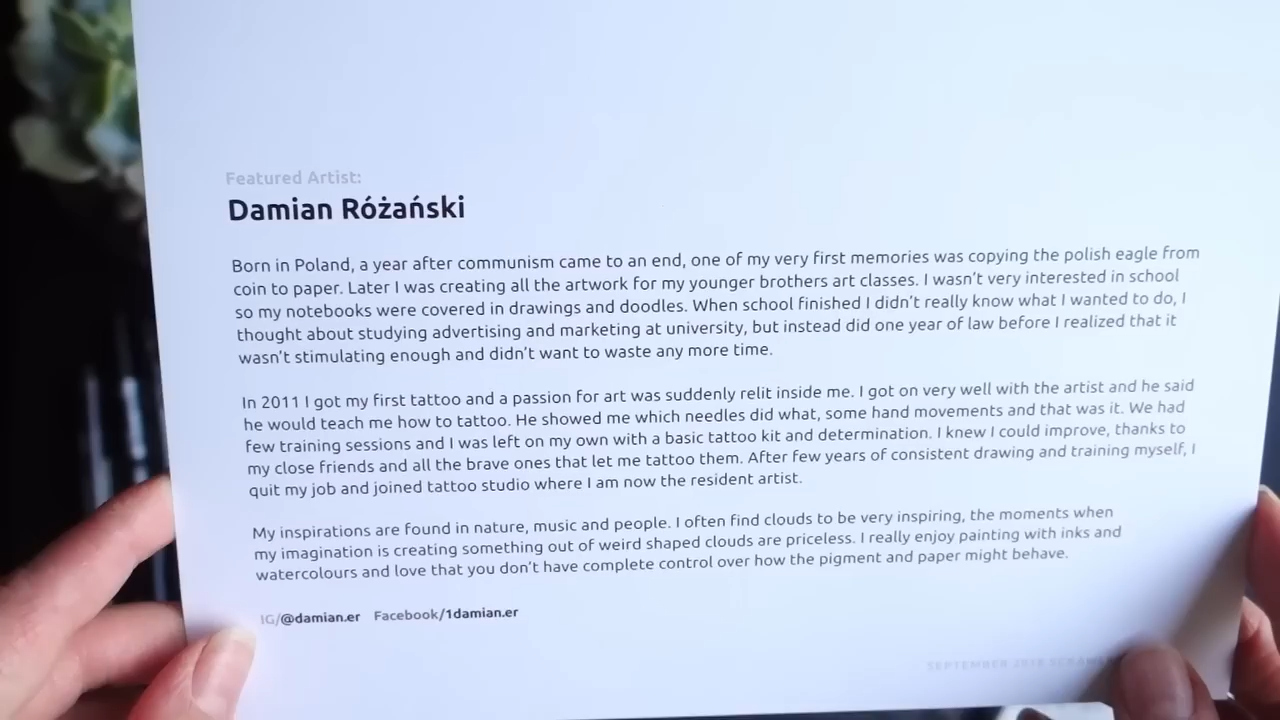 Featured Artist:
Damian Różański
Born in Poland, a year after communism came to an end, one of my very first memories was copying the polish eagle from
coin to paper. Later I was creating all the artwork for my younger brothers art classes. I wasn't very interested in school
so my notebooks were covered in drawings and doodles. When school finished I didn't really know what I wanted to do, I
thought about studying advertising and marketing at university, but instead did one year of law before I realized that it
wasn't stimulating enough and didn't want to waste any more time.
In 2011 I got my first tattoo and a passion for art was suddenly relit inside me. I got on very well with the artist and he said
he would teach me how to tattoo. He showed me which needles did what, some hand movements and that was it. We had
few training sessions and I was left on my own with a basic tattoo kit and determination. I knew I could improve, thanks to
my close friends and all the brave ones that let me tattoo them. After few years of consistent drawing and training myself, I
quit my job and joined tattoo studio where I am now the resident artist.
My inspirations are found in nature, music and people. I often find clouds to be very inspiring, the moments when
my imagination is creating something out of weird shaped clouds are priceless. I really enjoy painting with inks and
watercolours and love that you don't have complete control over how the pigment and paper might behave.
IG/@damian.er Facebook/1damian.er
SEPTEMBER